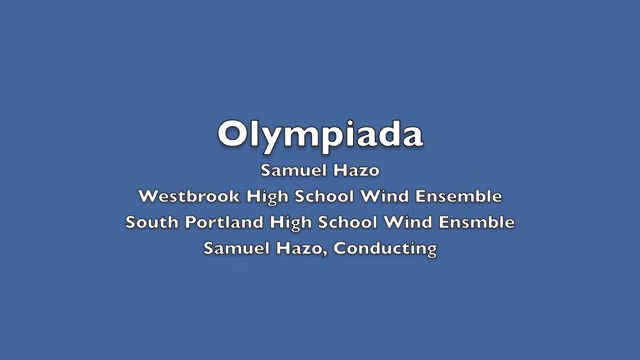 Olympiada
Samuel Hazo
Westbrook High School Wind Ensemble
South Portland High School Wind Ensmble
Samuel Hazo, Conducting